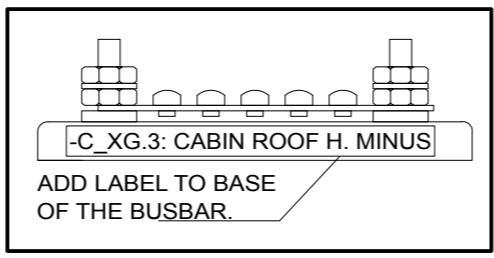 -C_XG.3: CABIN ROOF H. MINUS
ADD LABEL TO BASE
OF THE BUSBAR.